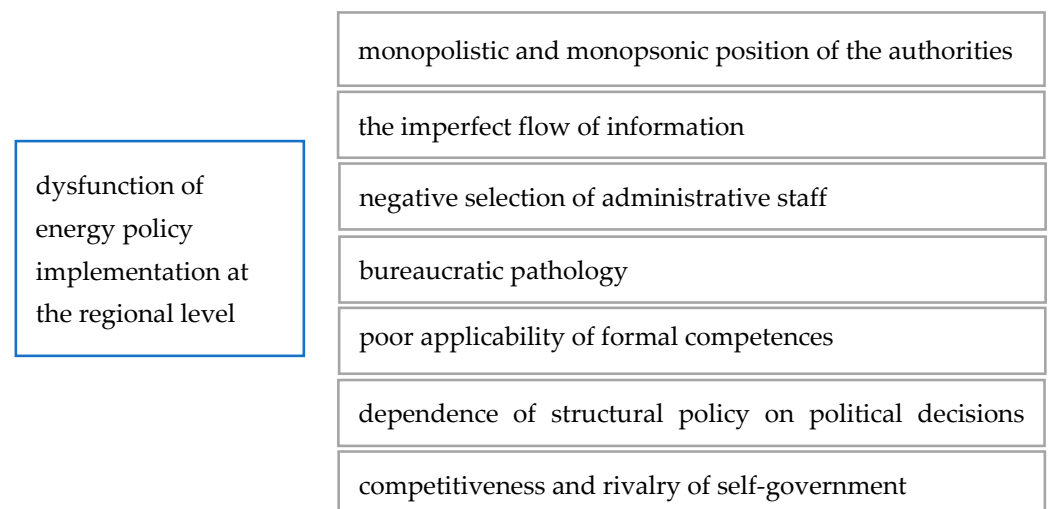 dysfunction of
energy policy
implementation at
the regional level
monopolistic and monopsonic position of the authorities
the imperfect flow of information
negative selection of administrative staff
bureaucratic pathology
poor applicability of formal competences
dependence of structural policy on political decisions
competitiveness and rivalry of self-government